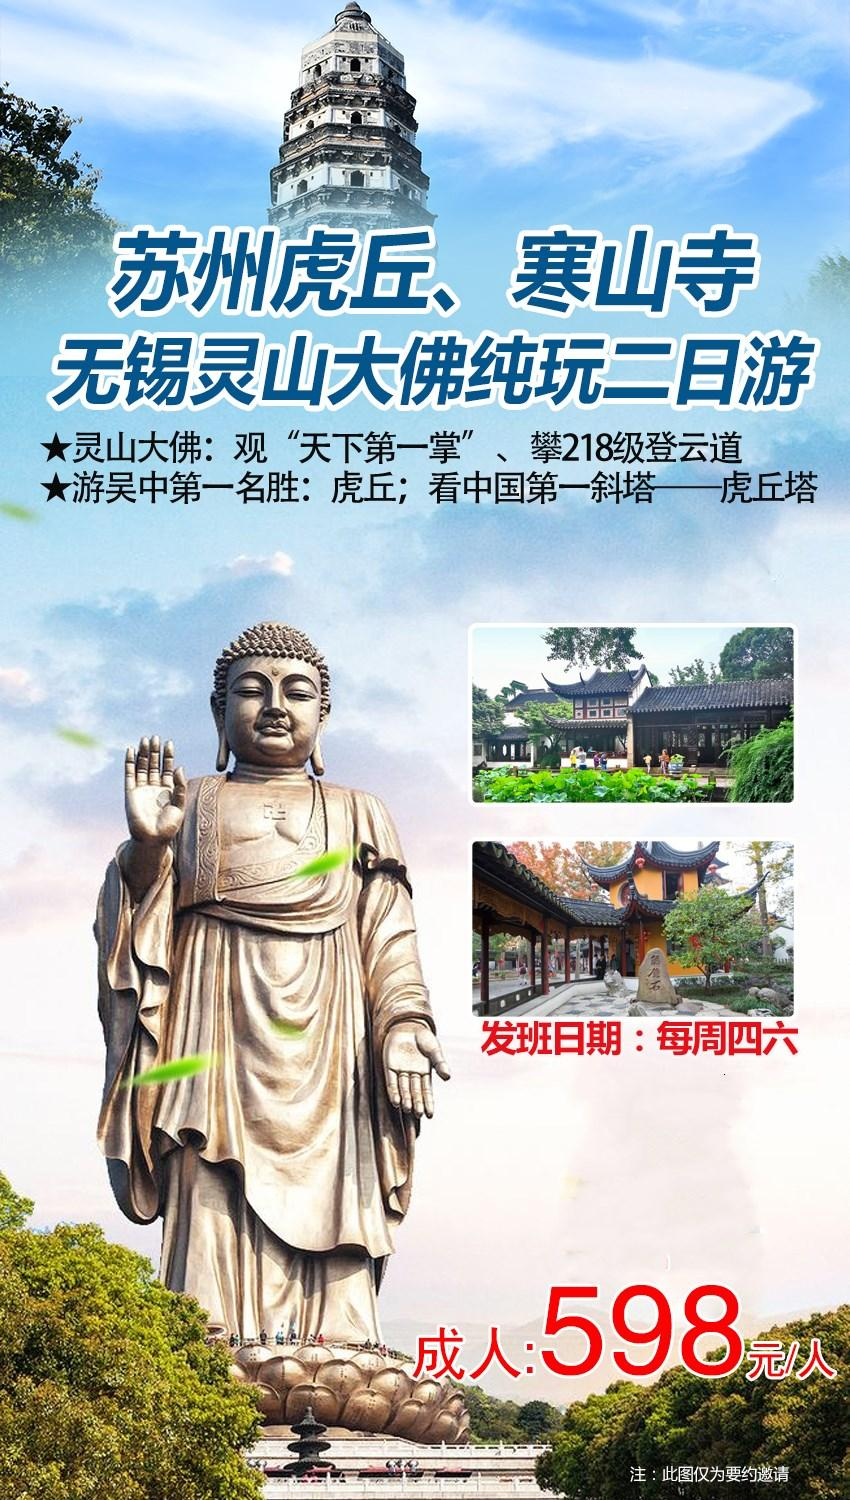 苏州虎丘、寒山寺
无锡灵山大佛纯玩二日游
★灵山大佛：观“天下第一掌”、攀218级登云道
★游吴中第一名胜：虎丘；看中国第一斜塔——虎丘塔
发班日期：每周四六
成人:598元/人
注：此图仅为要约邀请